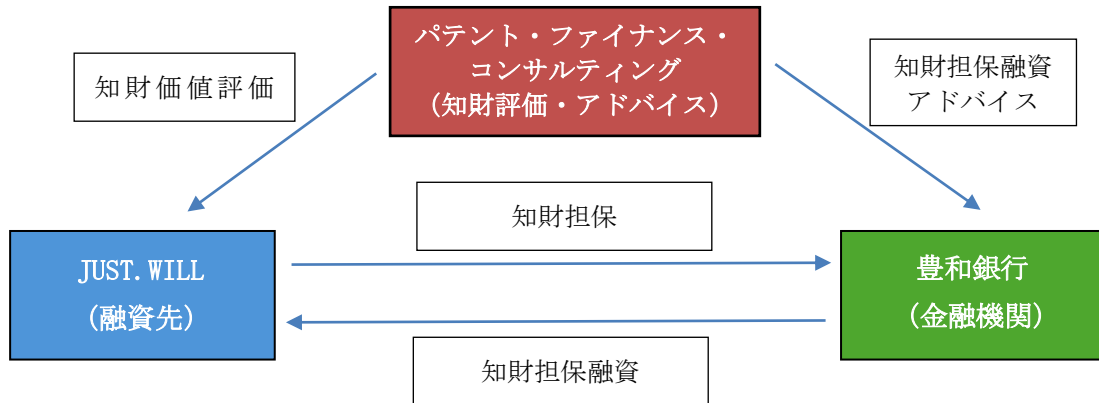 パテント・ファイナンス・
コンサルティング
（知財評価・アドバイス）
知財価値評価
知財担保融資
アドバイス
知財担保
JUST.WILL
（融資先）
豊和銀行
（金融機関）
知財担保融資